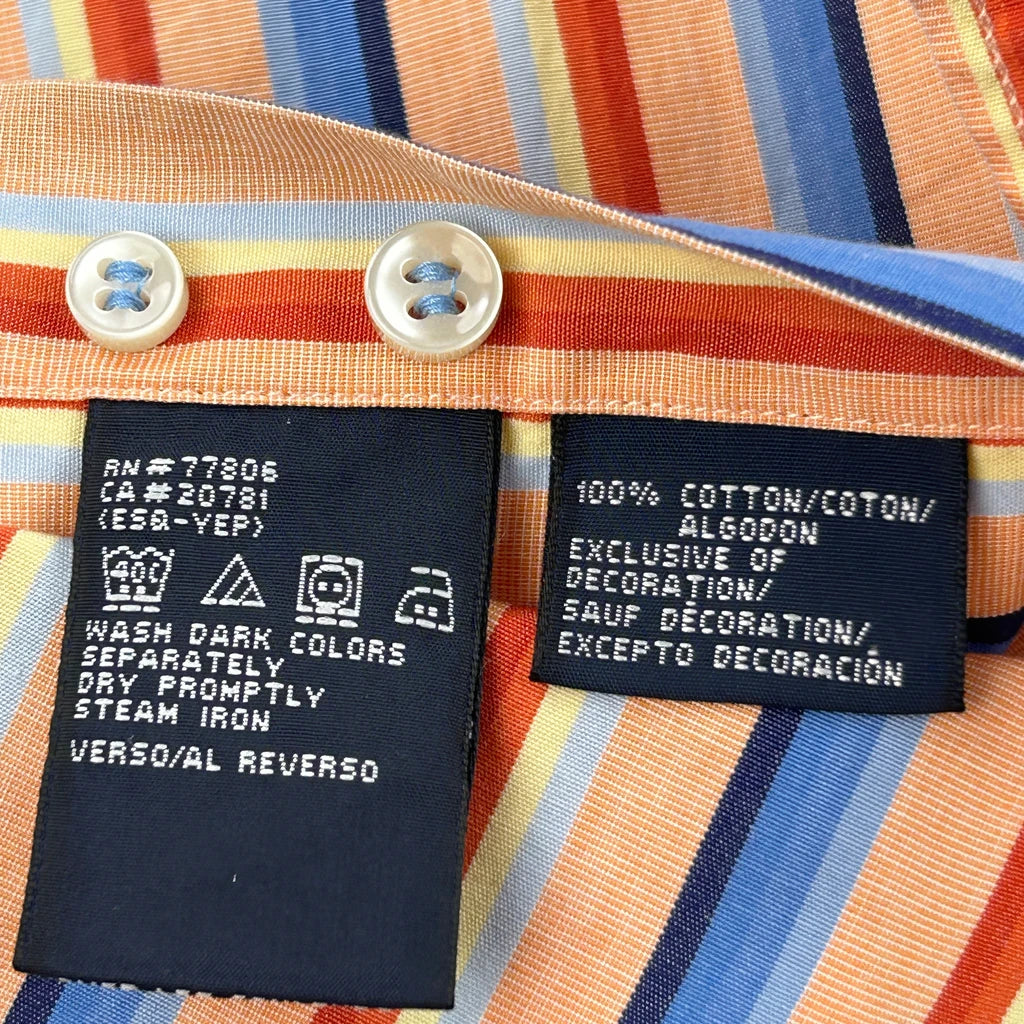 RN#77806
CA#20781
(ESQ-YEP)
40C
WASH DARK COLORS
SEPARATELY
DRY PROMPTLY
STEAM IRON
VERSO/AL REVERSO
100% COTTON/COTON/
ALGODON
EXCLUSIVE OF
DECORATION/
SAUF DÉCORATION/
EXCEPTO DECORACIÓN